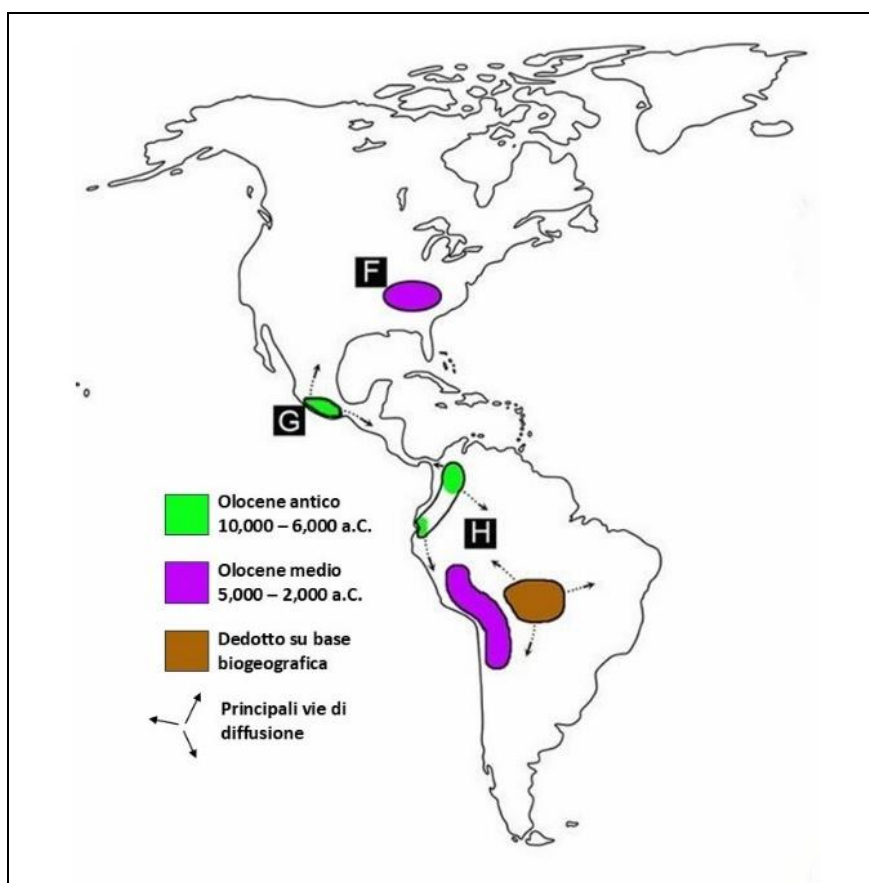 F
G
H
Olocene antico
10,000 – 6,000 a.C.
Olocene medio
5,000 – 2,000 a.C.
Dedotto su base
biogeografica
Principali vie di
diffusione